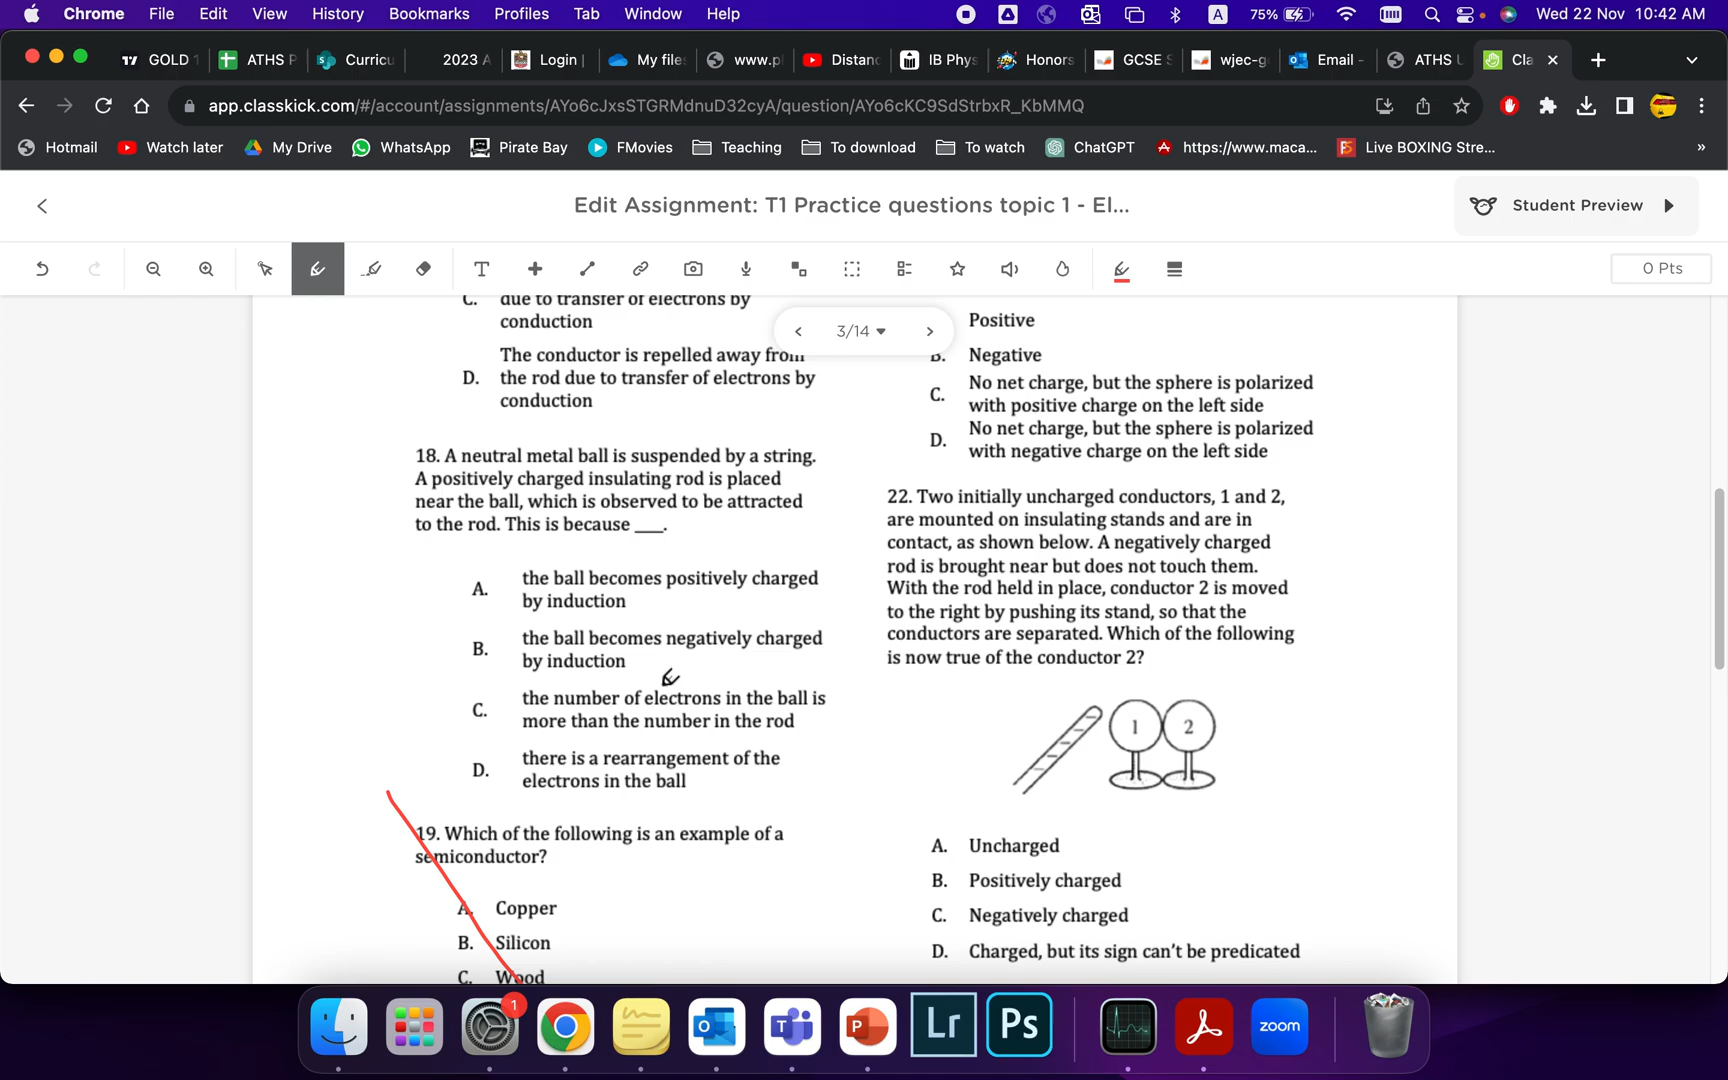 Chrome File Edit View History Bookmarks Profiles Tab Window Help
A 75% Wed 22 Nov 10:42 AM
GOLD 1 ATHS P Curricu 2023 A Login My files www.pl Distanc IB Phys Honors GCSE S wjec-g Email - ATHS U Cla
app.classkick.com/#/account/assignments/AYo6cJxsSTGRMdnuD32cyA/question/AYo6cKC9SdStrbxR_KbMMQ
Hotmail Watch later My Drive WhatsApp Pirate Bay FMovies Teaching To download To watch ChatGPT https://www.maca... Live BOXING Stre... »
Edit Assignment: T1 Practice questions topic 1 - El...
Student Preview
T
0 Pts
3/14
C. due to transfer of electrons by
conduction
The conductor is repelled away from
D. the rod due to transfer of electrons by
conduction
18. A neutral metal ball is suspended by a string.
A positively charged insulating rod is placed
near the ball, which is observed to be attracted
to the rod. This is because ___.
A. the ball becomes positively charged
by induction
B. the ball becomes negatively charged
by induction
C. the number of electrons in the ball is
more than the number in the rod
D. there is a rearrangement of the
electrons in the ball
19. Which of the following is an example of a
semiconductor?
A. Copper
B. Silicon
C. Wood
Positive
B. Negative
C. No net charge, but the sphere is polarized
with positive charge on the left side
D. No net charge, but the sphere is polarized
with negative charge on the left side
22. Two initially uncharged conductors, 1 and 2,
are mounted on insulating stands and are in
contact, as shown below. A negatively charged
rod is brought near but does not touch them.
With the rod held in place, conductor 2 is moved
to the right by pushing its stand, so that the
conductors are separated. Which of the following
is now true of the conductor 2?
1 2
A. Uncharged
B. Positively charged
C. Negatively charged
D. Charged, but its sign can't be predicated
1
Lr Ps zoom